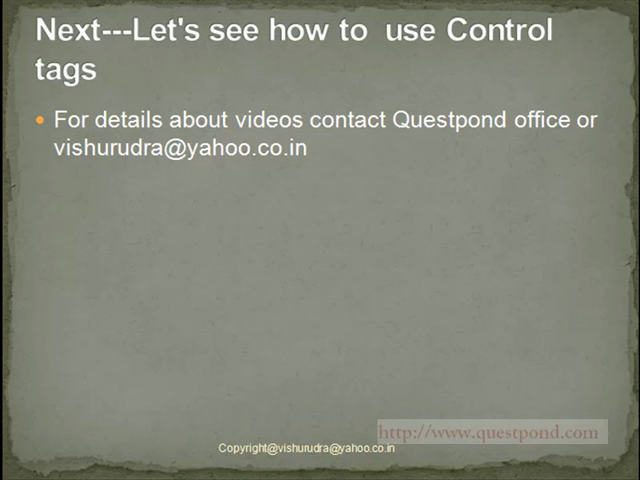 Next---Let's see how to  use Control
tags
For details about videos contact Questpond office or
vishurudra@yahoo.co.in
http://www.questpond.com
Copyright@vishurudra@yahoo.co.in